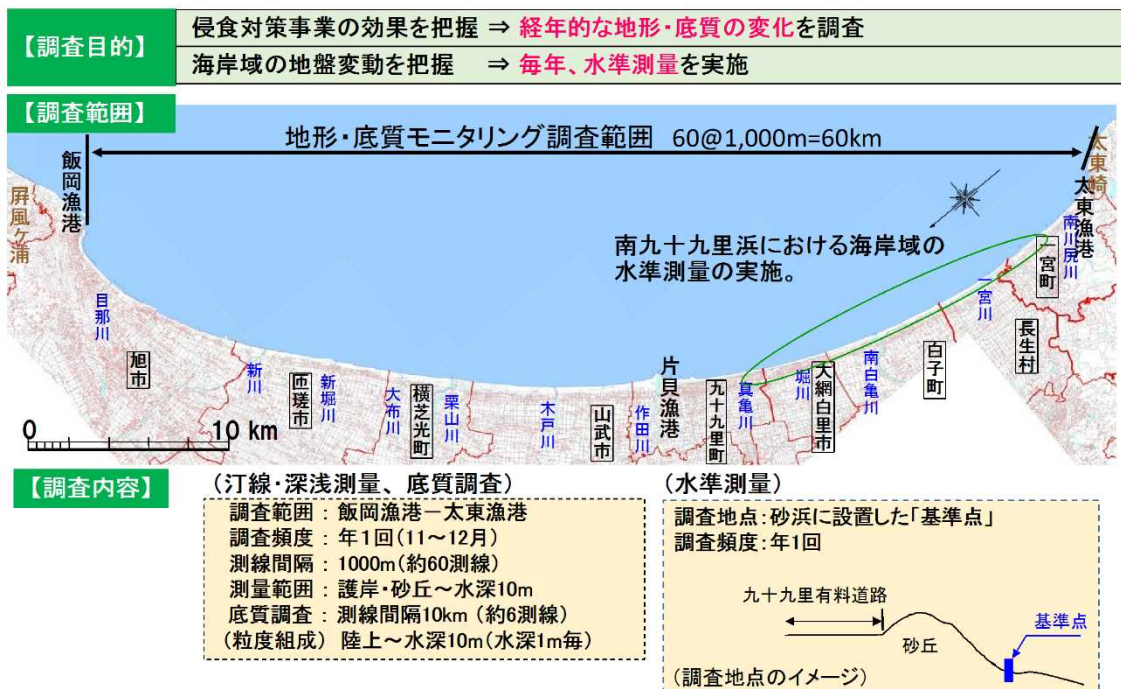 【調査目的】
侵食対策事業の効果を把握 ⇒ 経年的な地形・底質の変化を調査
海岸域の地盤変動を把握 ⇒ 毎年、水準測量を実施
【調査範囲】
地形・底質モニタリング調査範囲 60@1,000m=60km
飯岡漁港
屛風ヶ浦
太東崎
太東漁港
南九十九里浜における海岸域の
水準測量の実施。
目那川
旭市
新川
匝瑳市
新堀川
大布川
横芝光町
栗山川
木戸川
山武市
作田川
片貝漁港
九十九里町
真亀川
堀川
大網白里市
南白亀川
白子町
一宮川
長生村
一宮町
南川尻川
0 10 km
【調査内容】
(汀線・深浅測量、底質調査)
調査範囲：飯岡漁港－太東漁港
調査頻度：年1回(11～12月)
測線間隔：1000m(約60測線)
測量範囲：護岸・砂丘～水深10m
底質調査：測線間隔10km (約6測線)
(粒度組成) 陸上～水深10m(水深1m毎)
(水準測量)
調査地点:砂浜に設置した「基準点」
調査頻度:年1回
九十九里有料道路
砂丘
基準点
(調査地点のイメージ)